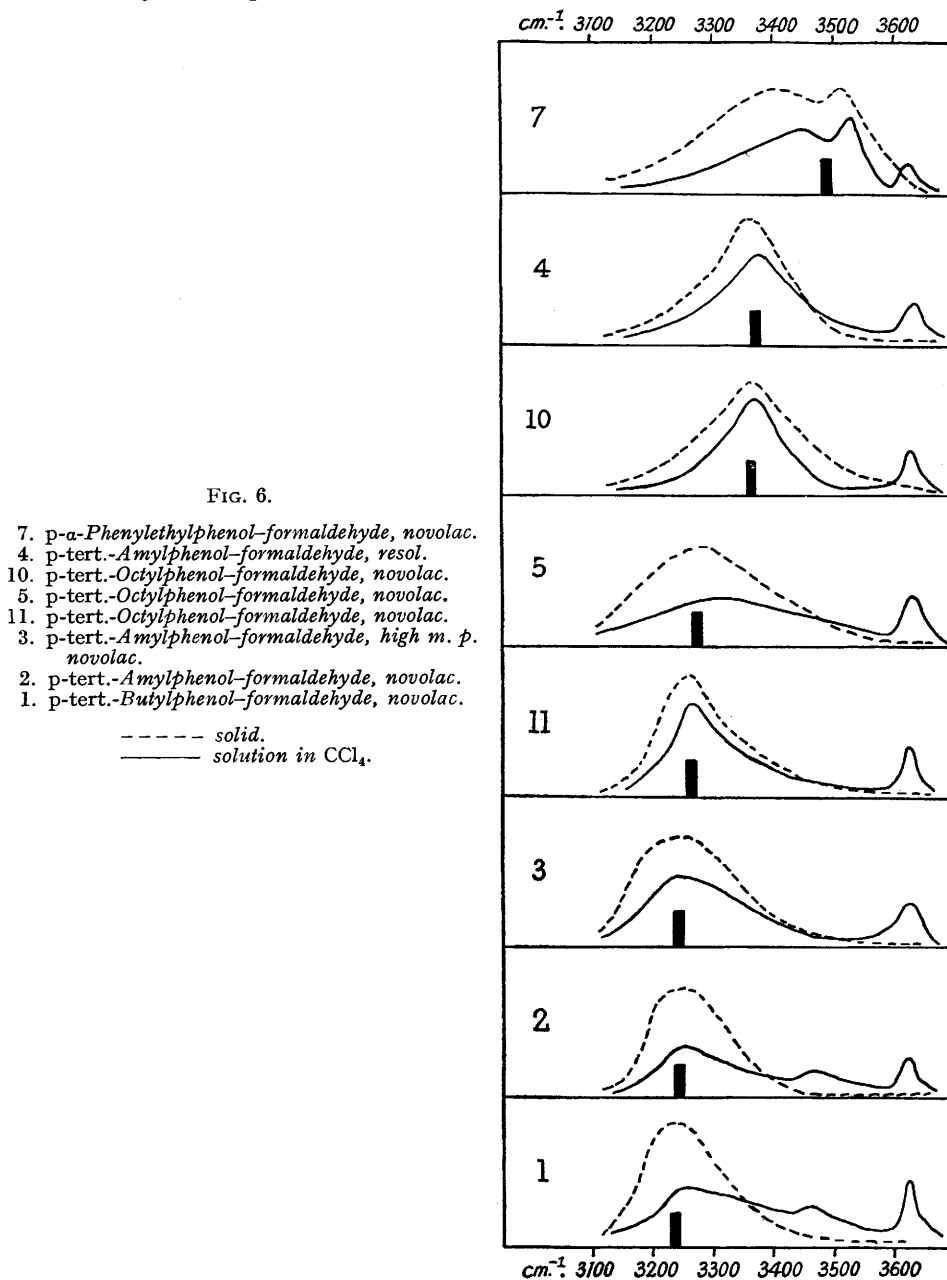 cm.⁻¹. 3100 3200 3300 3400 3500 3600
7
4
10
5
11
3
2
1
cm.⁻¹. 3100 3200 3300 3400 3500 3600
FIG. 6.
7. p-α-Phenylethylphenol–formaldehyde, novolac.
4. p-tert.-Amylphenol–formaldehyde, resol.
10. p-tert.-Octylphenol–formaldehyde, novolac.
5. p-tert.-Octylphenol–formaldehyde, novolac.
11. p-tert.-Octylphenol–formaldehyde, novolac.
3. p-tert.-Amylphenol–formaldehyde, high m. p.
novolac.
2. p-tert.-Amylphenol–formaldehyde, novolac.
1. p-tert.-Butylphenol–formaldehyde, novolac.
solid.
solution in CCl₄.